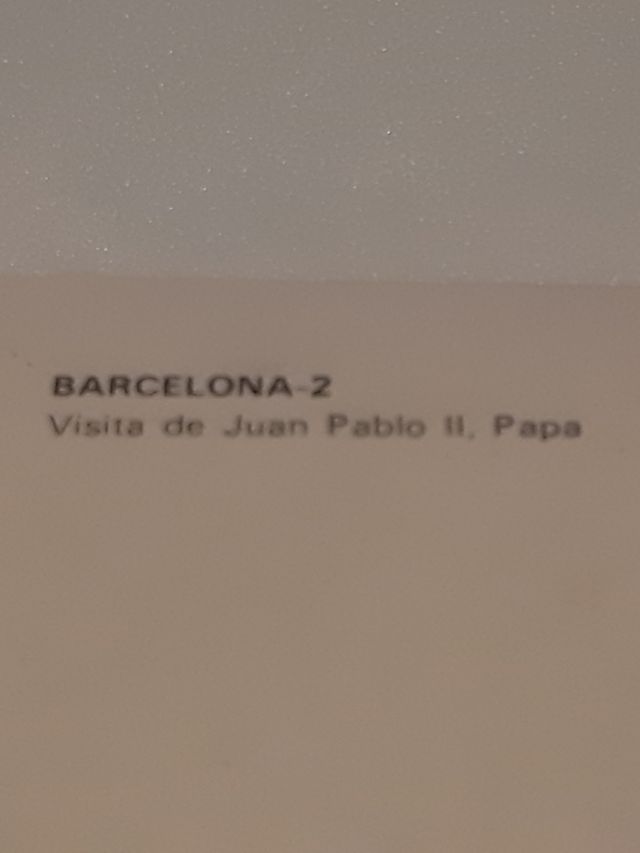 BARCELONA-2
Visita de Juan Pablo II, Papa